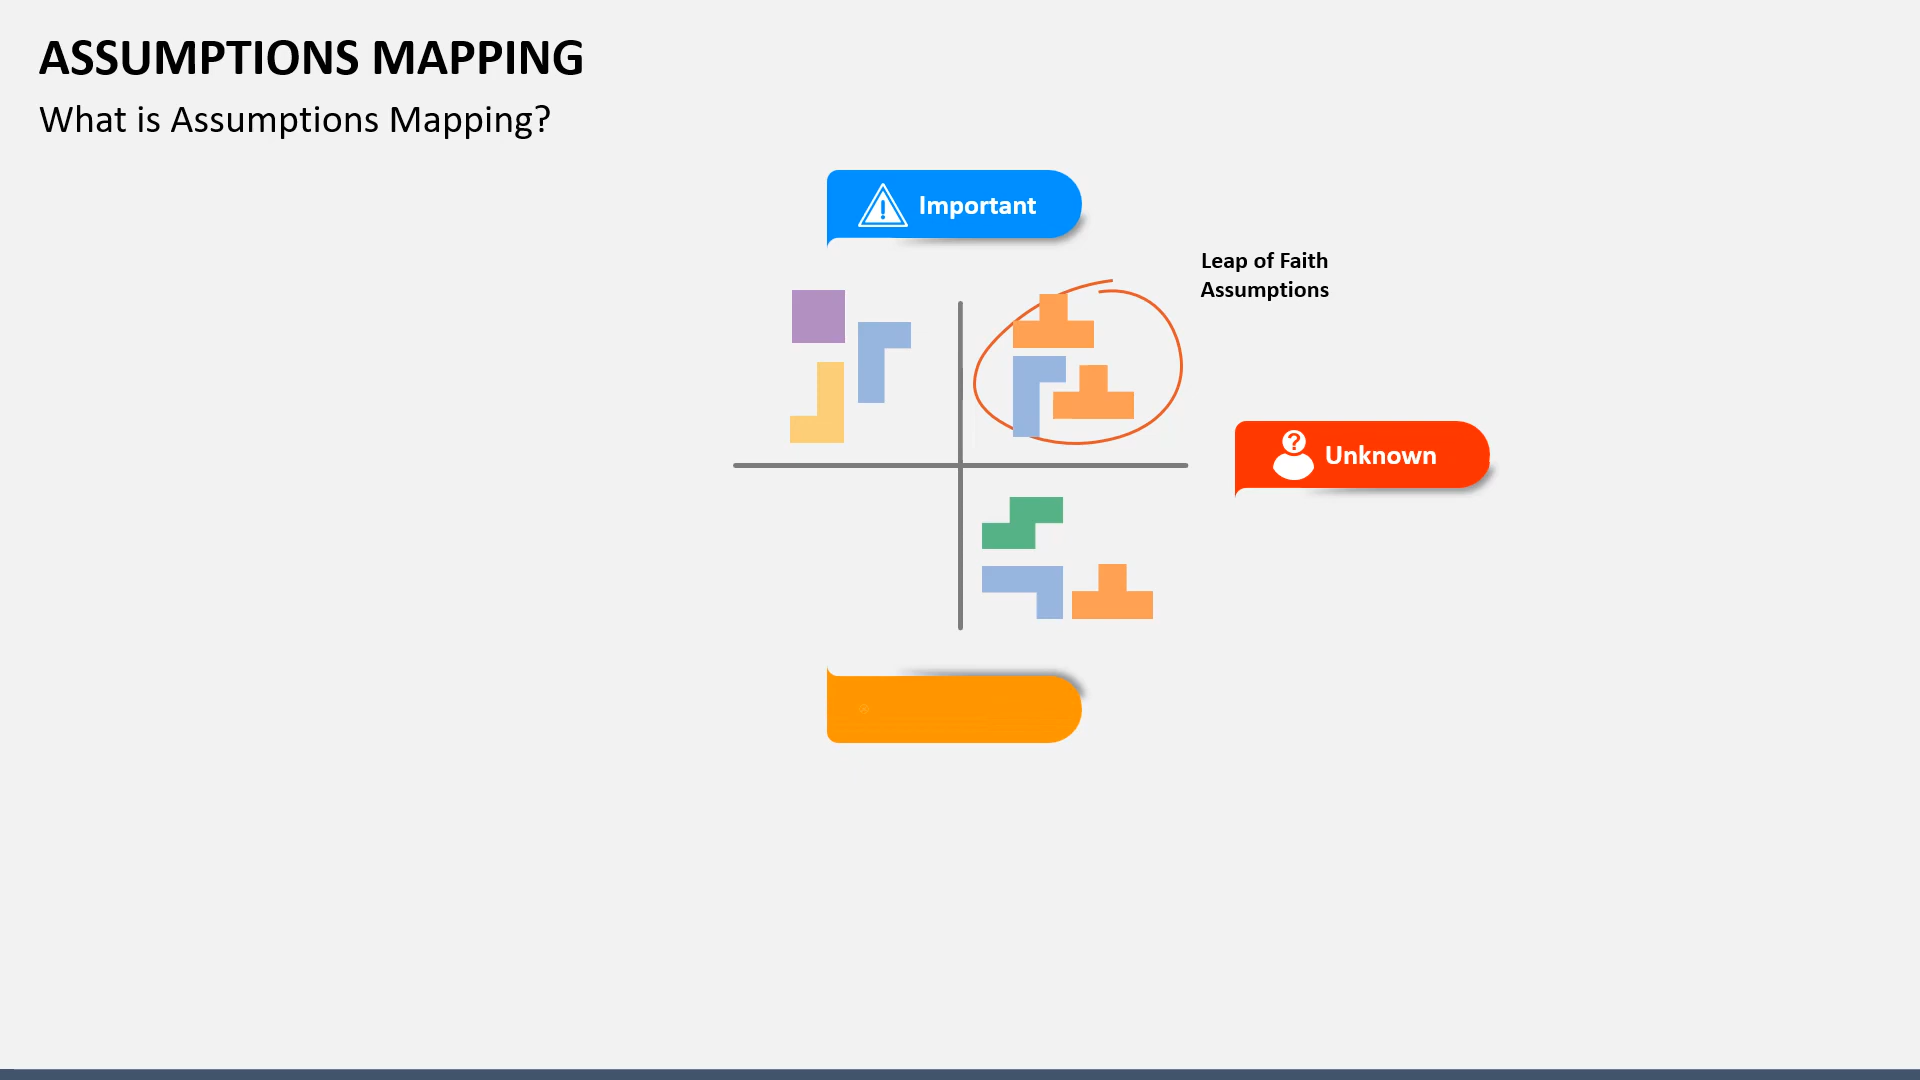 ASSUMPTIONS MAPPING
What is Assumptions Mapping?
Important
Leap of Faith
Assumptions
Unknown